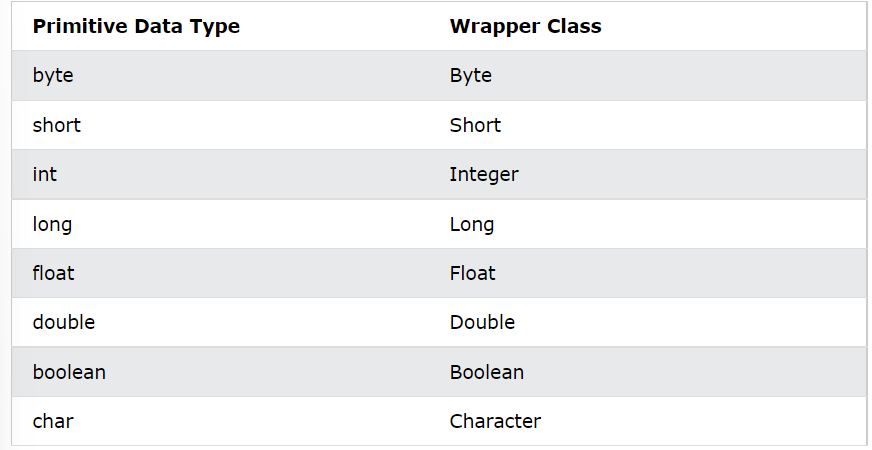 Primitive Data Type Wrapper Class
byte Byte
short Short
int Integer
long Long
float Float
double Double
boolean Boolean
char Character